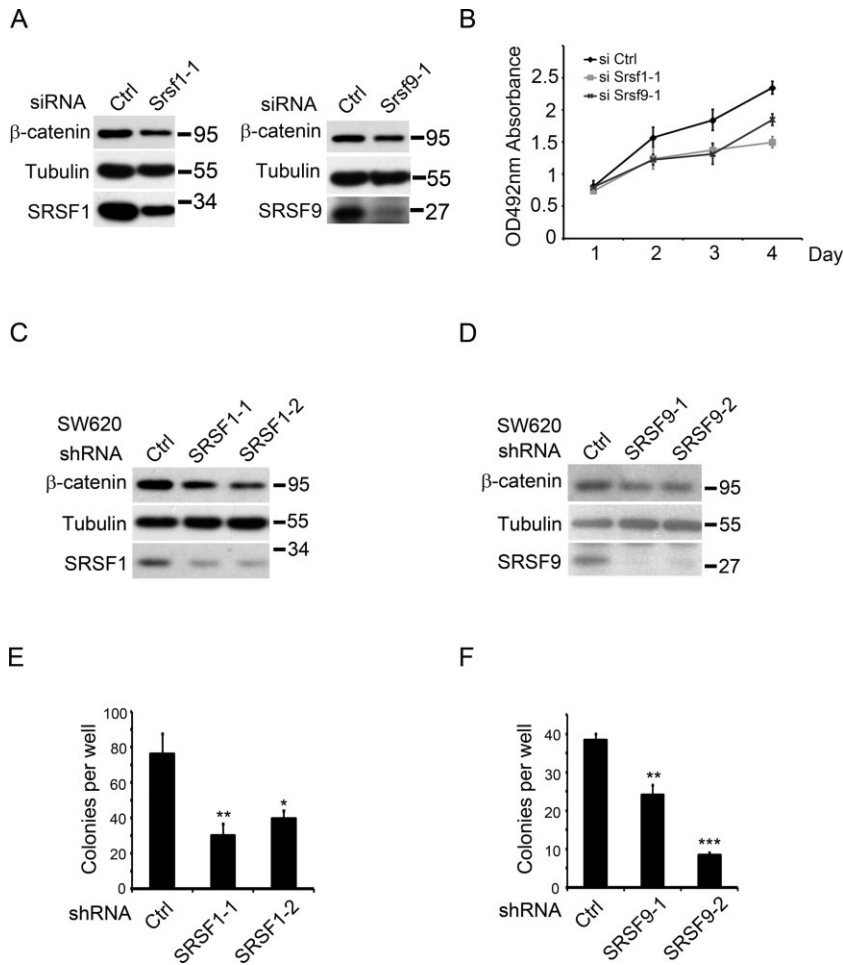 A
siRNA Ctrl Srsf1-1
β-catenin 95
Tubulin 55
SRSF1 34
siRNA Ctrl Srsf9-1
β-catenin 95
Tubulin 55
SRSF9 27
B
si Ctrl
si Srsf1-1
si Srsf9-1
OD492nm Absorbance
2.5
2
1.5
1
0.5
0
1 2 3 4 Day
C
SW620
shRNA Ctrl SRSF1-1 SRSF1-2
β-catenin 95
Tubulin 55
34
SRSF1
D
SW620
shRNA Ctrl SRSF9-1 SRSF9-2
β-catenin 95
Tubulin 55
SRSF9 27
E
Colonies per well
100
80
60
40
20
0
** *
shRNA Ctrl SRSF1-1 SRSF1-2
F
Colonies per well
40
30
20
10
0
** ***
shRNA Ctrl SRSF9-1 SRSF9-2